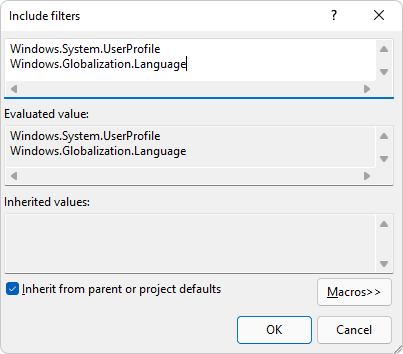 Include filters
?
Windows.System.UserProfile
Windows.Globalization.Language
Evaluated value:
Windows.System.UserProfile
Windows.Globalization.Language
Inherited values:
Inherit from parent or project defaults
Macros>>
OK
Cancel